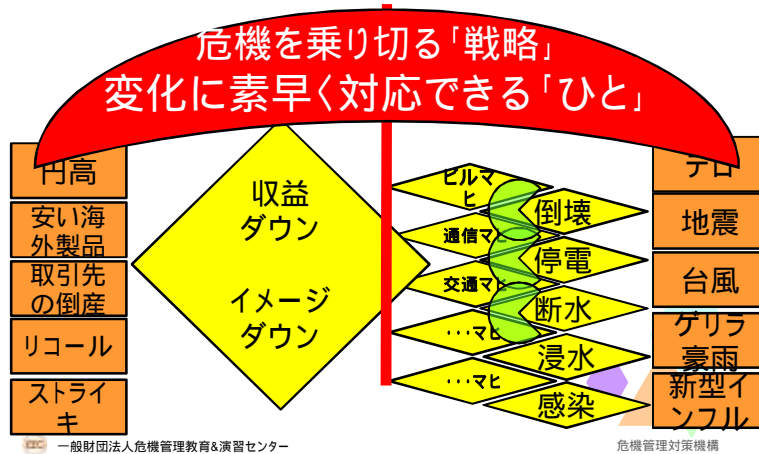 危機を乗り切る「戦略」
変化に素早く対応できる「ひと」
円高
安い海
外製品
取引先
の倒産
リコール
ストライ
キ
収益
ダウン
イメージ
ダウン
ビルマ
ヒ
通信マヒ
交通マヒ
・・・マヒ
・・・マヒ
倒壊
停電
断水
浸水
感染
テロ
地震
台風
ゲリラ
豪雨
新型イ
ンフル
一般財団法人危機管理教育&演習センター
危機管理対策機構